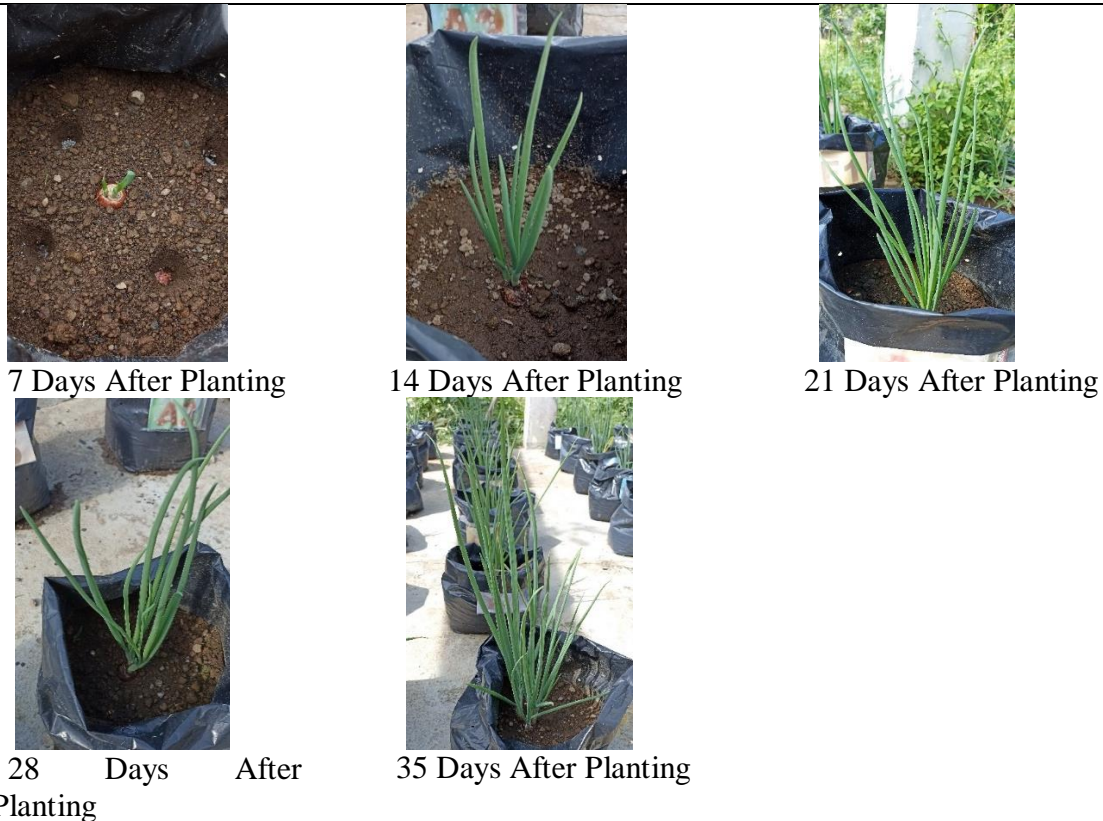 7 Days After Planting
14 Days After Planting
21 Days After Planting
28 Days After
Planting
35 Days After Planting